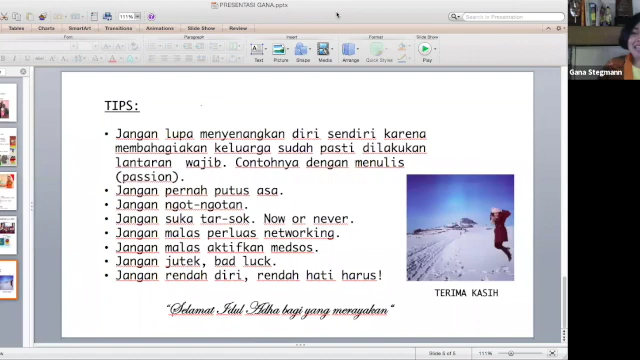 PRESENTASI GANA.pptx
111%
Search in Presentation
Tables Charts SmartArt Transitions Animations Slide Show Review
Font Paragraph Insert Format Slide Show
Text Picture Shape Media Arrange Quick Styles Play
Gana Stegmann
TIPS:
• Jangan lupa menyenangkan diri sendiri karena
membahagiakan keluarga sudah pasti dilakukan
lantaran wajib. Contohnya dengan menulis
(passion).
• Jangan pernah putus asa.
• Jangan ngot-ngotan.
• Jangan suka tar-sok. Now or never.
• Jangan malas perluas networking.
• Jangan malas aktifkan medsos.
• Jangan jutek, bad luck.
• Jangan rendah diri, rendah hati harus!
TERIMA KASIH
"Selamat Idul Adha bagi yang merayakan"
Slide 5 of 5 111%